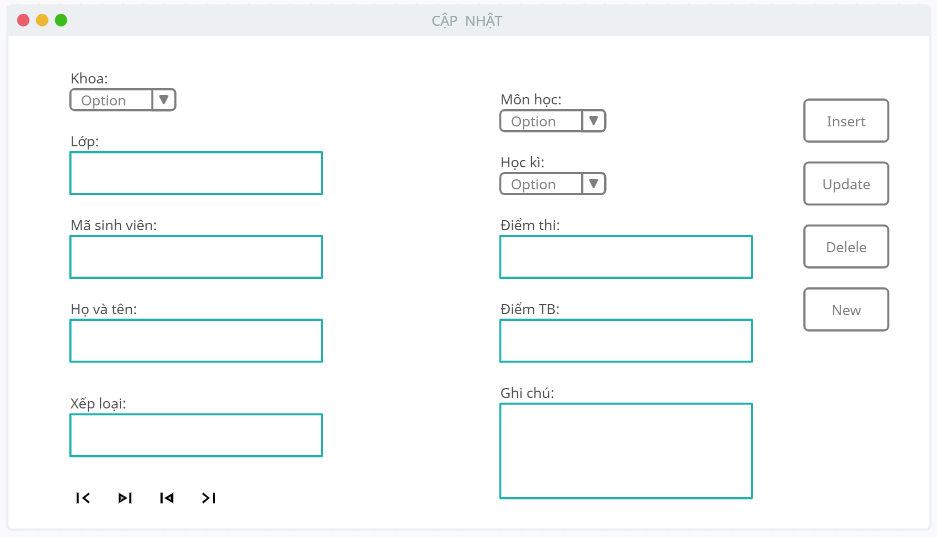 CẬP NHẬT
Khoa:
Option
Lớp:
Mã sinh viên:
Họ và tên:
Xếp loại:
Môn học:
Option
Học kì:
Option
Điểm thi:
Điểm TB:
Ghi chú:
Insert
Update
Delele
New